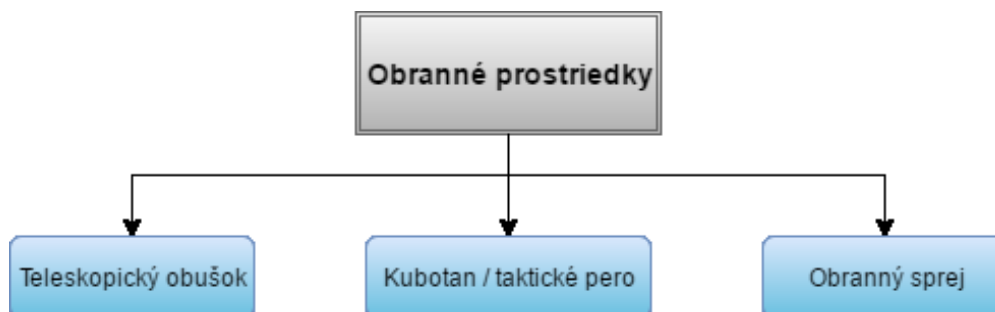 Obranné prostriedky
Teleskopický obušok
Kubotan / taktické pero
Obranný sprej